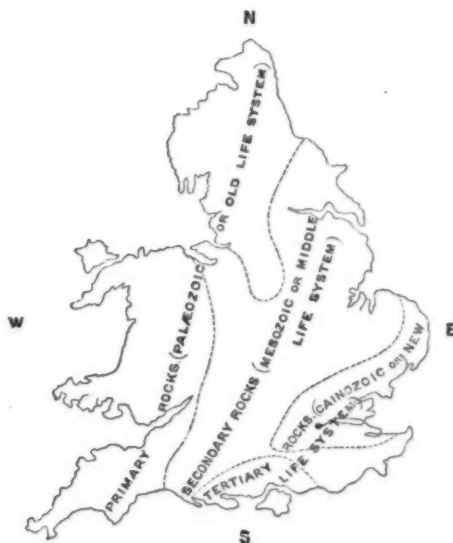 N
W
E
S
PRIMARY ROCKS (PALÆOZOIC OR OLD LIFE SYSTEM)
SECONDARY ROCKS (MESOZOIC OR MIDDLE
LIFE SYSTEM)
TERTIARY ROCKS (CAINOZOIC OR NEW
LIFE SYSTEM)